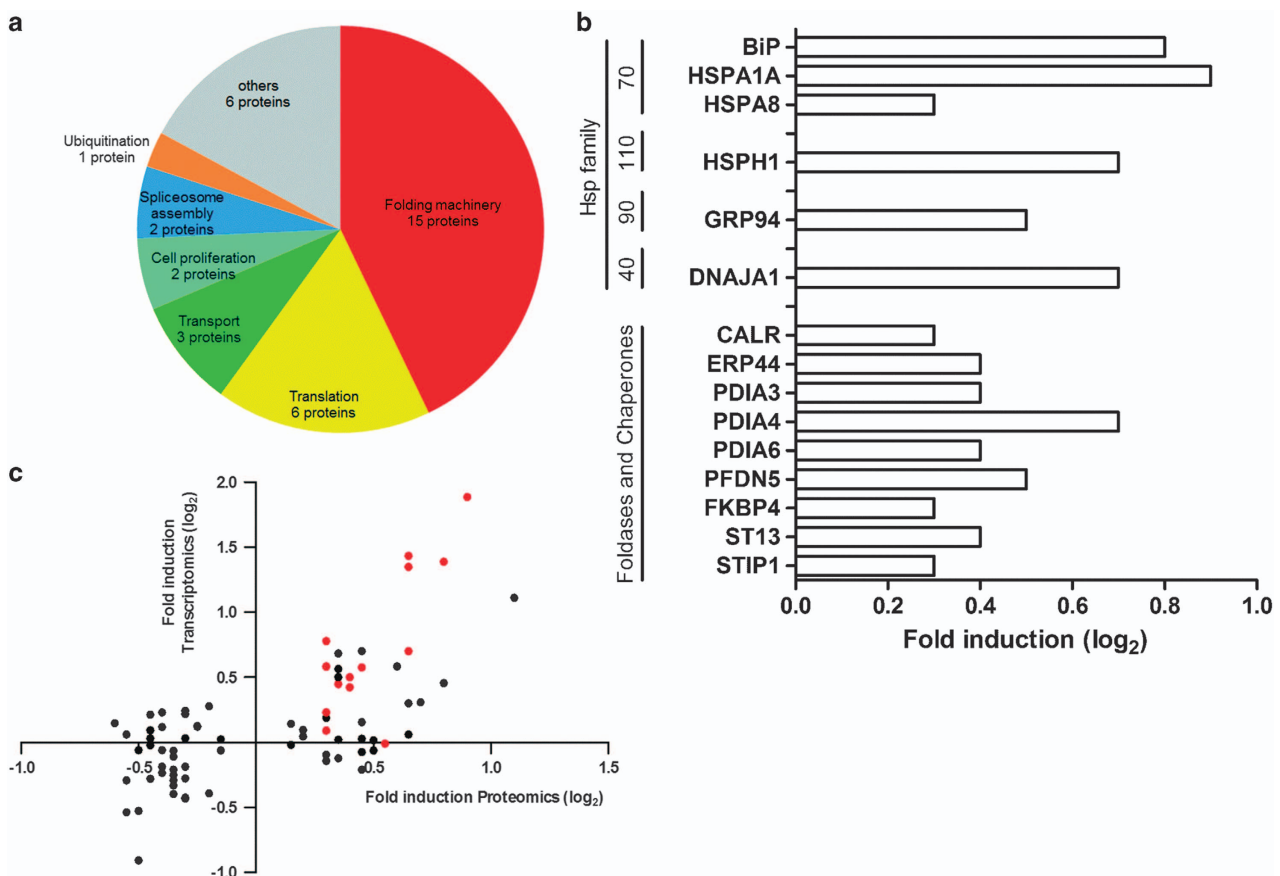 a
others
6 proteins
Ubiquitination
1 protein
Spliceosome
assembly
2 proteins
Cell proliferation
2 proteins
Transport
3 proteins
Translation
6 proteins
Folding machinery
15 proteins
b
Hsp family
70
110
90
40
Foldases and Chaperones
BiP
HSPA1A
HSPA8
HSPH1
GRP94
DNAJA1
CALR
ERP44
PDIA3
PDIA4
PDIA6
PFDN5
FKBP4
ST13
STIP1
0.0 0.2 0.4 0.6 0.8 1.0
Fold induction (log2)
c
Fold induction
Transcriptomics (log2)
2.0
1.5
1.0
0.5
-0.5
-1.0
-1.0 -0.5 0.5 1.0 1.5
Fold induction Proteomics (log2)